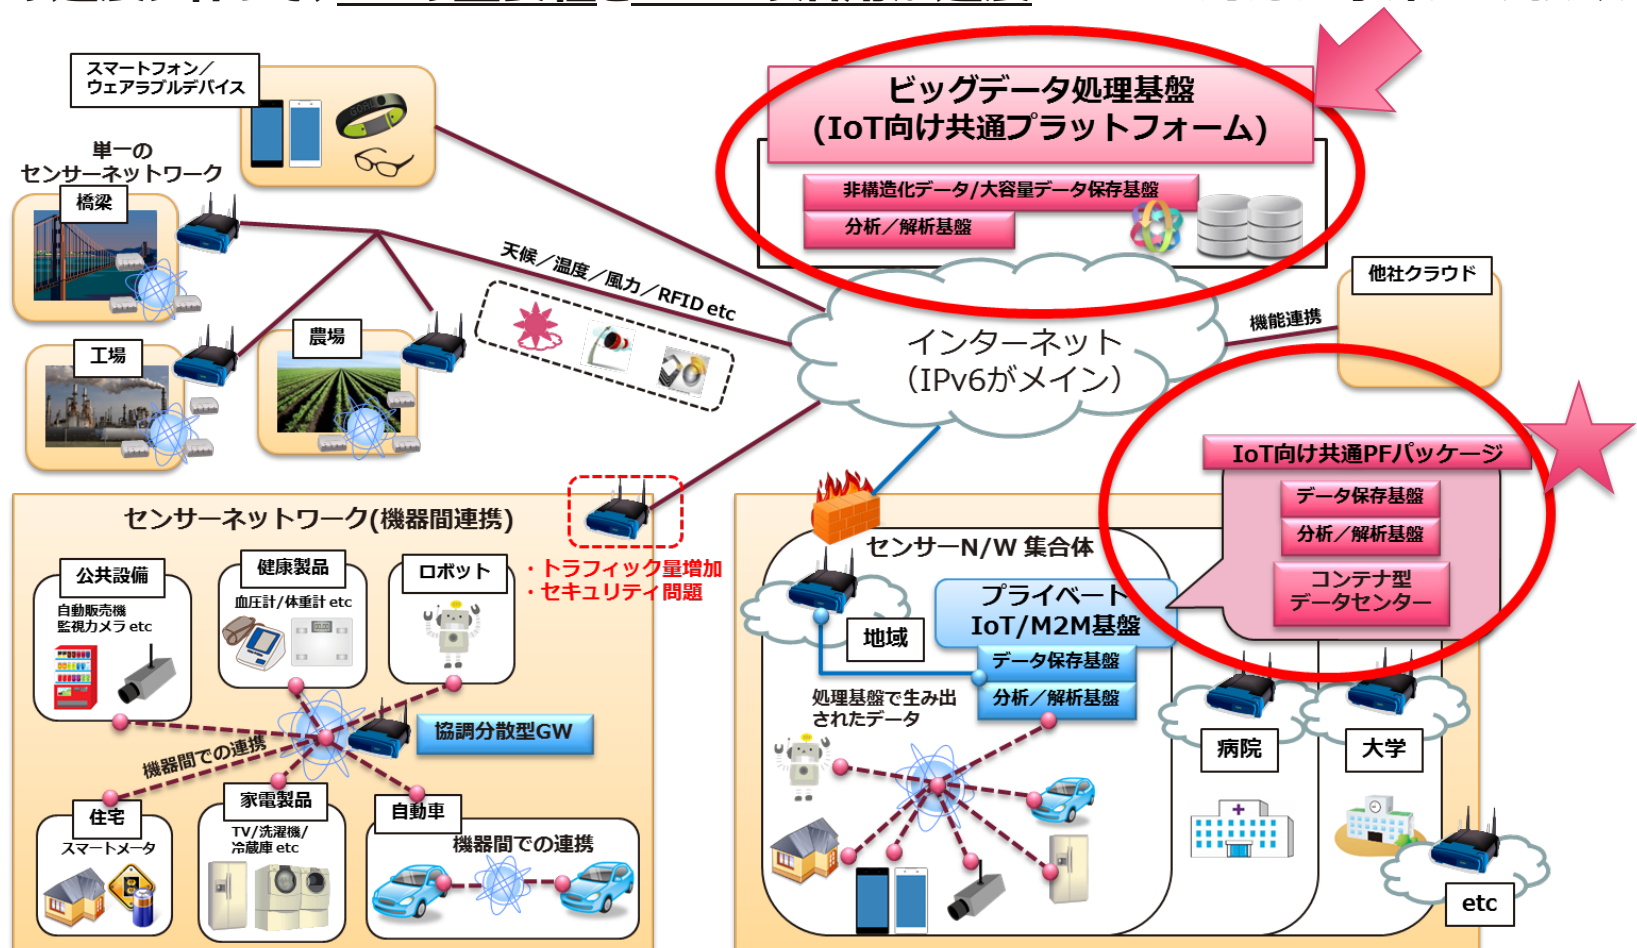 スマートフォン／
ウェアラブルデバイス
単一の
センサーネットワーク
橋梁
工場
農場
天候／温度／風力／RFID etc
ビッグデータ処理基盤
(IoT向け共通プラットフォーム)
非構造化データ/大容量データ保存基盤
分析／解析基盤
インターネット
（IPv6がメイン）
機能連携
他社クラウド
センサーネットワーク(機器間連携)
・トラフィック量増加
・セキュリティ問題
公共設備
自動販売機
監視カメラ etc
健康製品
血圧計/体重計 etc
ロボット
協調分散型GW
機器間での連携
住宅
スマートメータ
家電製品
TV/洗濯機/
冷蔵庫 etc
自動車
機器間での連携
センサーN/W 集合体
地域
プライベート
IoT/M2M基盤
データ保存基盤
分析／解析基盤
処理基盤で生み出
されたデータ
IoT向け共通PFパッケージ
データ保存基盤
分析／解析基盤
コンテナ型
データセンター
病院
大学
etc